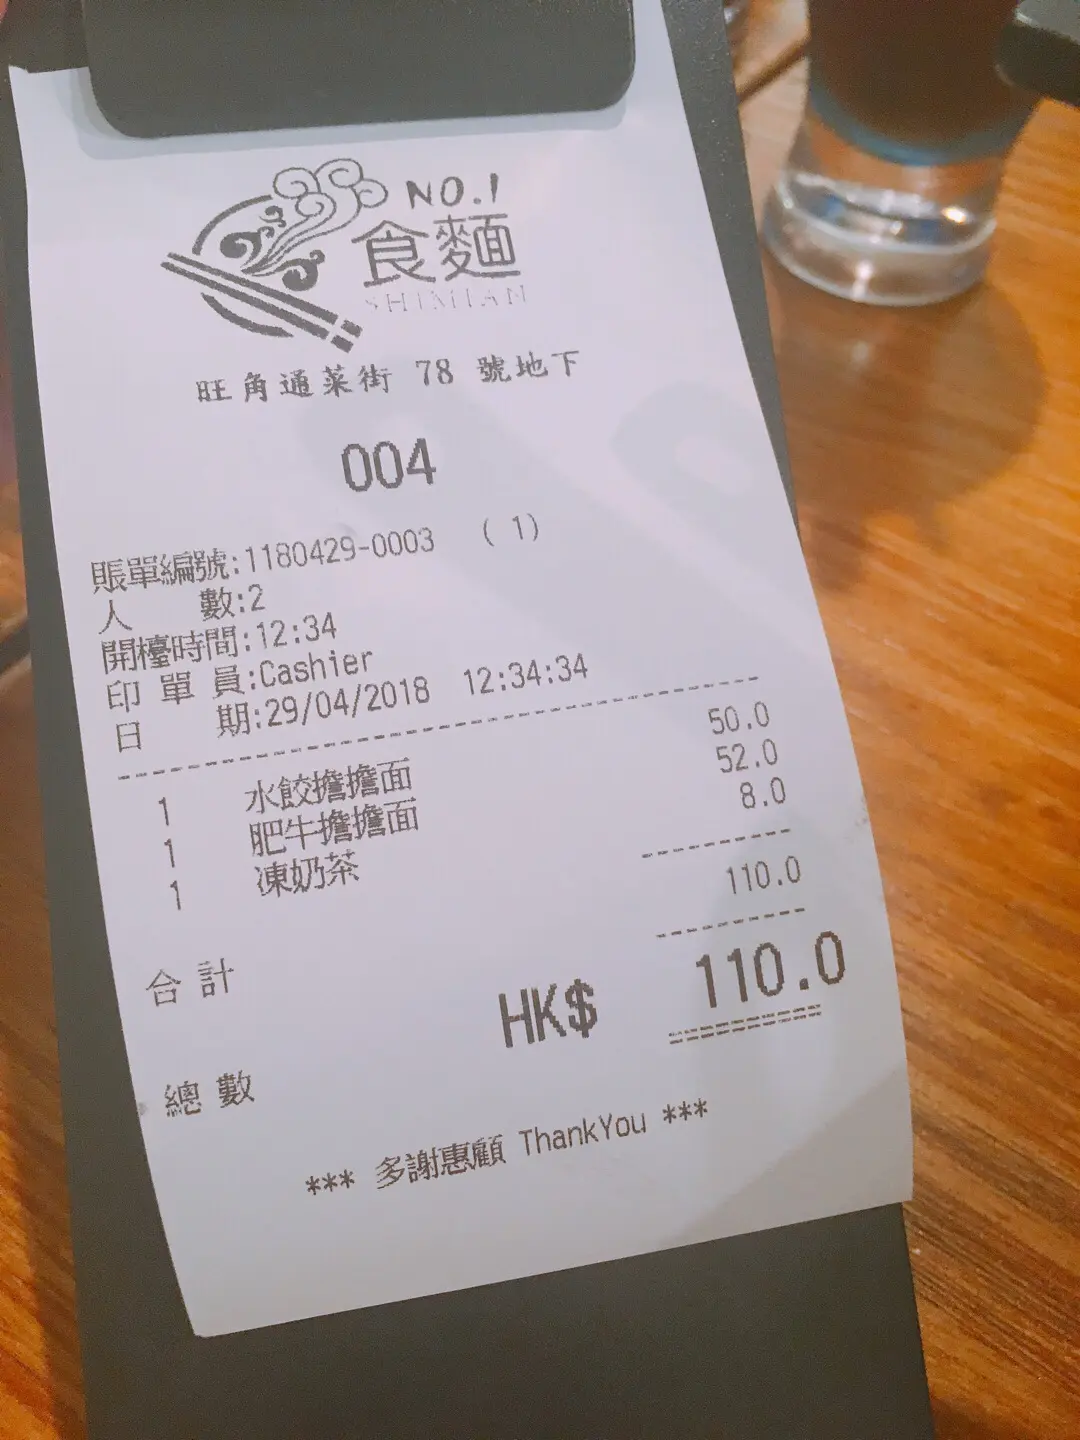 NO.1
食麵
SHIMIAN
旺角通菜街 78 號地下
004
賬單編號:1180429-0003 ( 1)
人 數:2
開檯時間:12:34
印 單 員:Cashier
日 期:29/04/2018 12:34:34
1 水餃擔擔面 50.0
1 肥牛擔擔面 52.0
1 凍奶茶 8.0
合計 110.0
總數 HK$ 110.0
*** 多謝惠顧 ThankYou ***